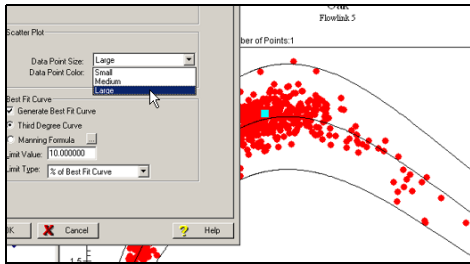 Flowlink 5
Scatter Plot
ber of Points:1
Data Point Size: Large
Data Point Color: Small
Medium
Large
Best Fit Curve
Generate Best Fit Curve
Third Degree Curve
Manning Formula ...
Limit Value: 10.000000
Limit Type: % of Best Fit Curve
OK Cancel ? Help
1.5